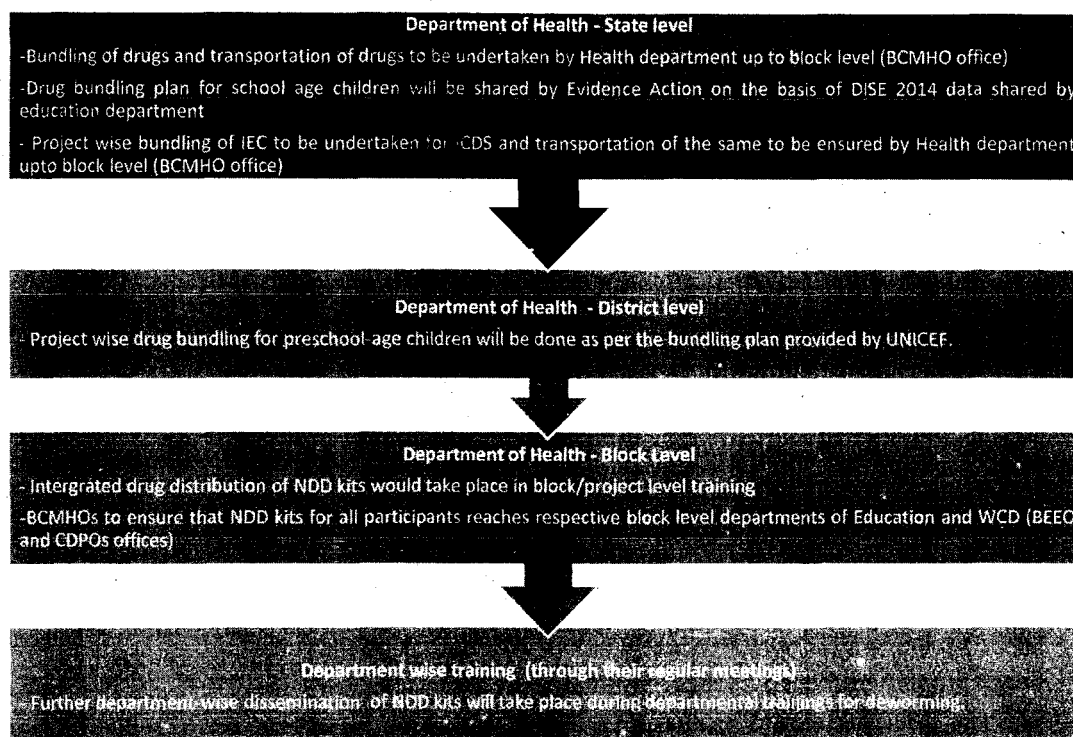 Department of Health - State level
-Bundling of drugs and transportation of drugs to be undertaken by Health department up to block level (BCMHO office)
-Drug bundling plan for school age children will be shared by Evidence Action on the basis of DISE 2014 data shared by
education department
- Project wise bundling of IEC to be undertaken for ICDS and transportation of the same to be ensured by Health department
upto block level (BCMHO office)
Department of Health - District level
- Project wise drug bundling for preschool age children will be done as per the bundling plan provided by UNICEF.
Department of Health - Block Level
- Intergrated drug distribution of NDD kits would take place in block/project level training
-BCMHOs to ensure that NDD kits for all participants reaches respective block level departments of Education and WCD (BEEO
and CDPOs offices)
Department wise training (through their regular meetings)
- Further department wise dissemination of NDD kits will take place during departmental trainings for deworming.